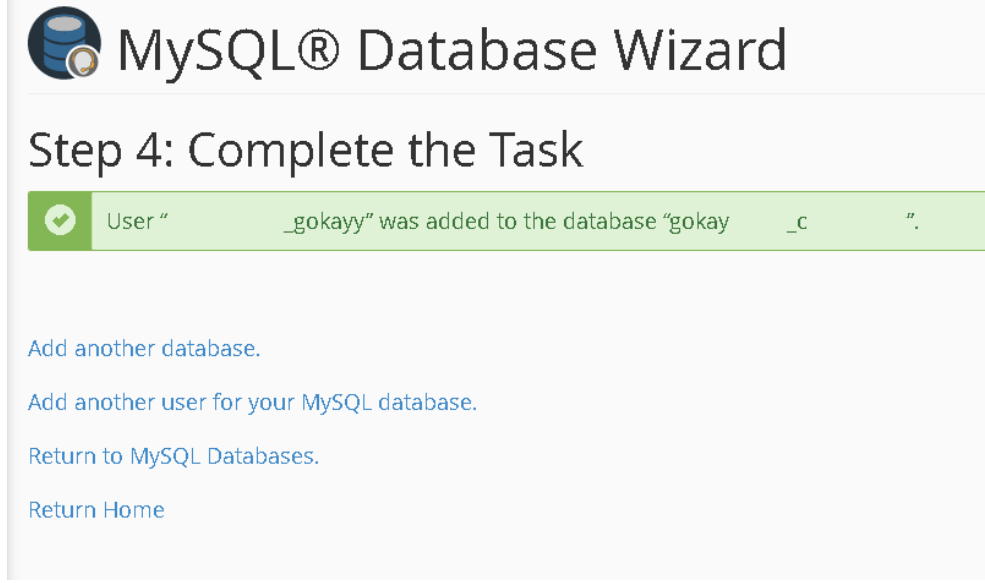 MySQL® Database Wizard
Step 4: Complete the Task
User “ _gokayy” was added to the database “gokay _c ”.
Add another database.
Add another user for your MySQL database.
Return to MySQL Databases.
Return Home